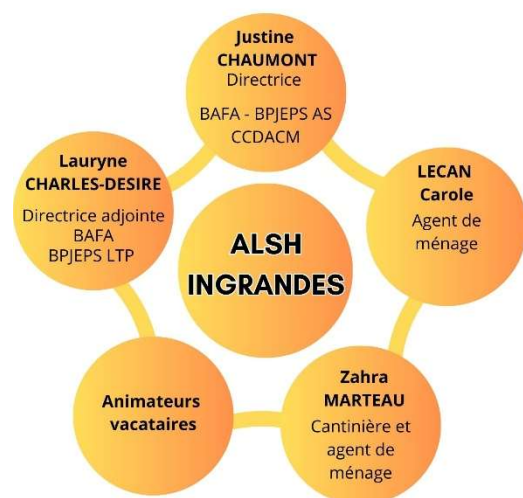 Justine
CHAUMONT
Directrice
BAFA - BPJEPS AS
CCDACM
Lauryne
CHARLES-DESIRE
Directrice adjointe
BAFA
BPJEPS LTP
LECAN
Carole
Agent de
ménage
ALSH
INGRANDES
Animateurs
vacataires
Zahra
MARTEAU
Cantinière et
agent de
ménage